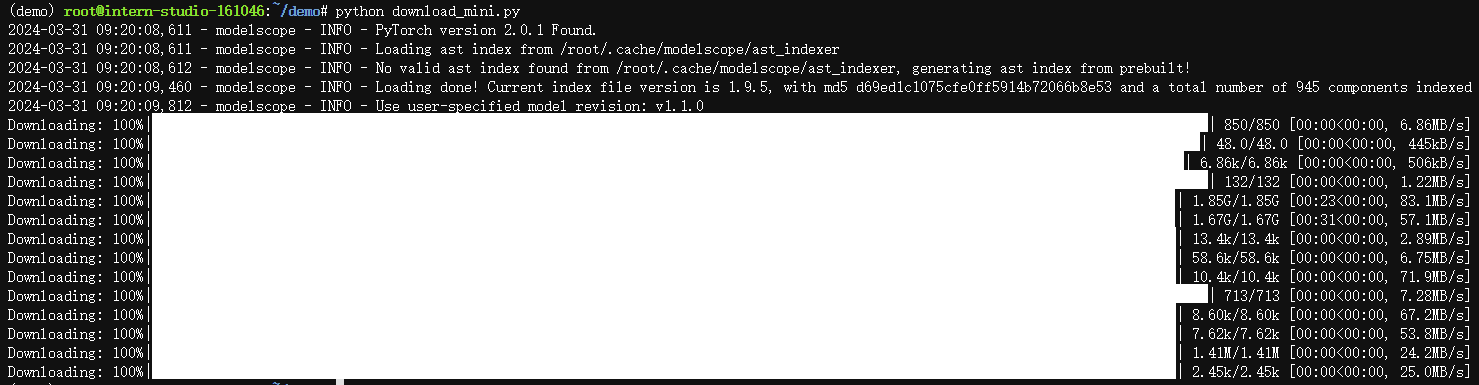 (demo) root@intern-studio-161046:~/demo# python download_mini.py
2024-03-31 09:20:08,611 - modelscope - INFO - PyTorch version 2.0.1 Found.
2024-03-31 09:20:08,611 - modelscope - INFO - Loading ast index from /root/.cache/modelscope/ast_indexer
2024-03-31 09:20:08,612 - modelscope - INFO - No valid ast index found from /root/.cache/modelscope/ast_indexer, generating ast index from prebuilt!
2024-03-31 09:20:09,460 - modelscope - INFO - Loading done! Current index file version is 1.9.5, with md5 d69ed1c1075cfe0ff5914b72066b8e53 and a total number of 945 components indexed
2024-03-31 09:20:09,812 - modelscope - INFO - Use user-specified model revision: v1.1.0
Downloading: 100%| | 850/850 [00:00<00:00, 6.86MB/s]
Downloading: 100%| | 48.0/48.0 [00:00<00:00, 445kB/s]
Downloading: 100%| | 6.86k/6.86k [00:00<00:00, 506kB/s]
Downloading: 100%| | 132/132 [00:00<00:00, 1.22MB/s]
Downloading: 100%| | 1.85G/1.85G [00:23<00:00, 83.1MB/s]
Downloading: 100%| | 1.67G/1.67G [00:31<00:00, 57.1MB/s]
Downloading: 100%| | 13.4k/13.4k [00:00<00:00, 2.89MB/s]
Downloading: 100%| | 58.6k/58.6k [00:00<00:00, 6.75MB/s]
Downloading: 100%| | 10.4k/10.4k [00:00<00:00, 71.9MB/s]
Downloading: 100%| | 713/713 [00:00<00:00, 7.28MB/s]
Downloading: 100%| | 8.60k/8.60k [00:00<00:00, 67.2MB/s]
Downloading: 100%| | 7.62k/7.62k [00:00<00:00, 53.8MB/s]
Downloading: 100%| | 1.41M/1.41M [00:00<00:00, 24.2MB/s]
Downloading: 100%| | 2.45k/2.45k [00:00<00:00, 25.0MB/s]